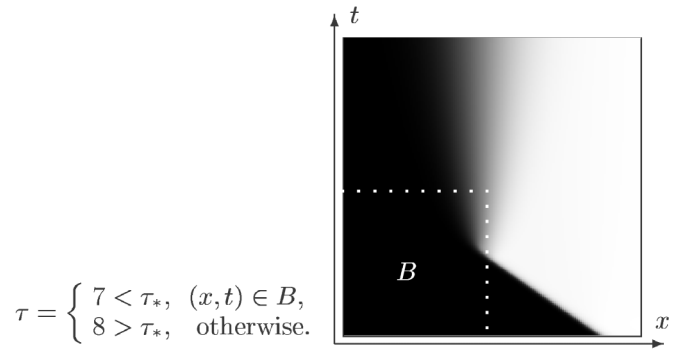 t
B
τ = { 7 < τ∗, (x, t) ∈ B,
8 > τ∗, otherwise.
x